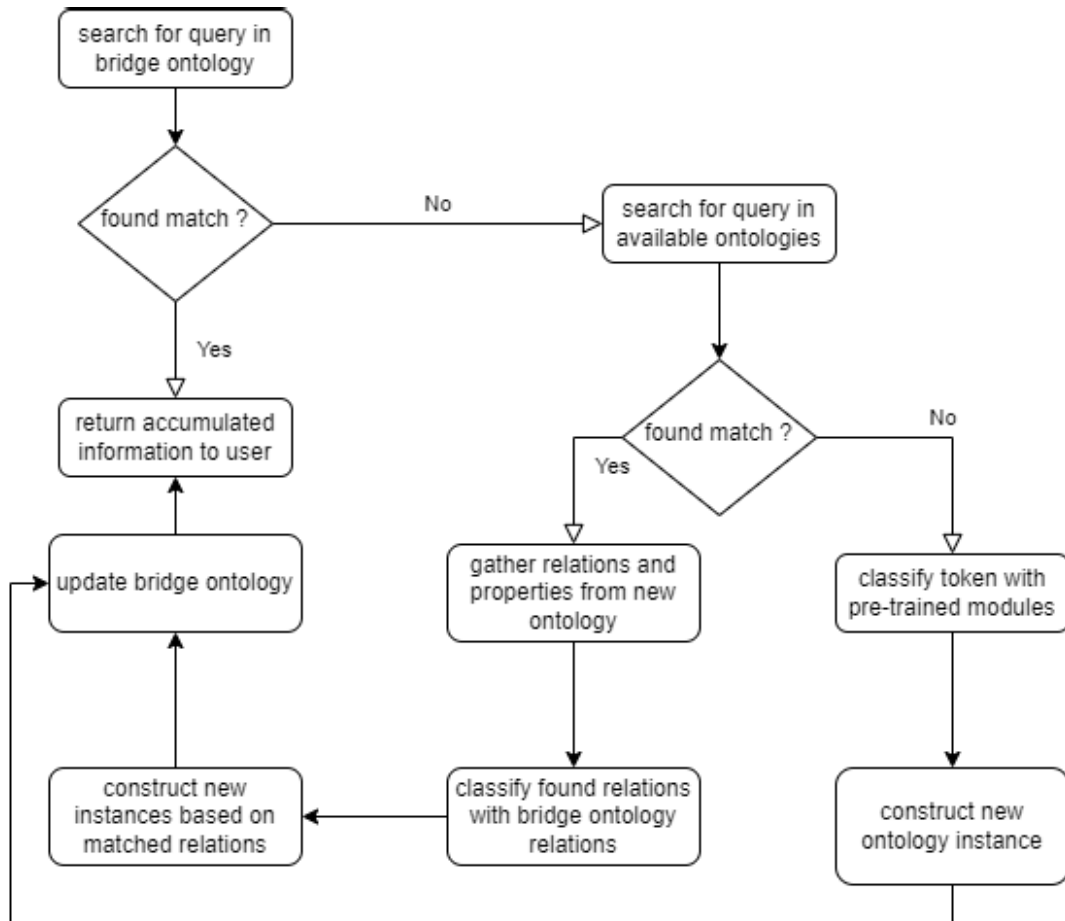 search for query in
bridge ontology
found match ?
No
search for query in
available ontologies
Yes
return accumulated
information to user
found match ?
No
Yes
update bridge ontology
gather relations and
properties from new
ontology
classify token with
pre-trained modules
construct new
instances based on
matched relations
classify found relations
with bridge ontology
relations
construct new
ontology instance